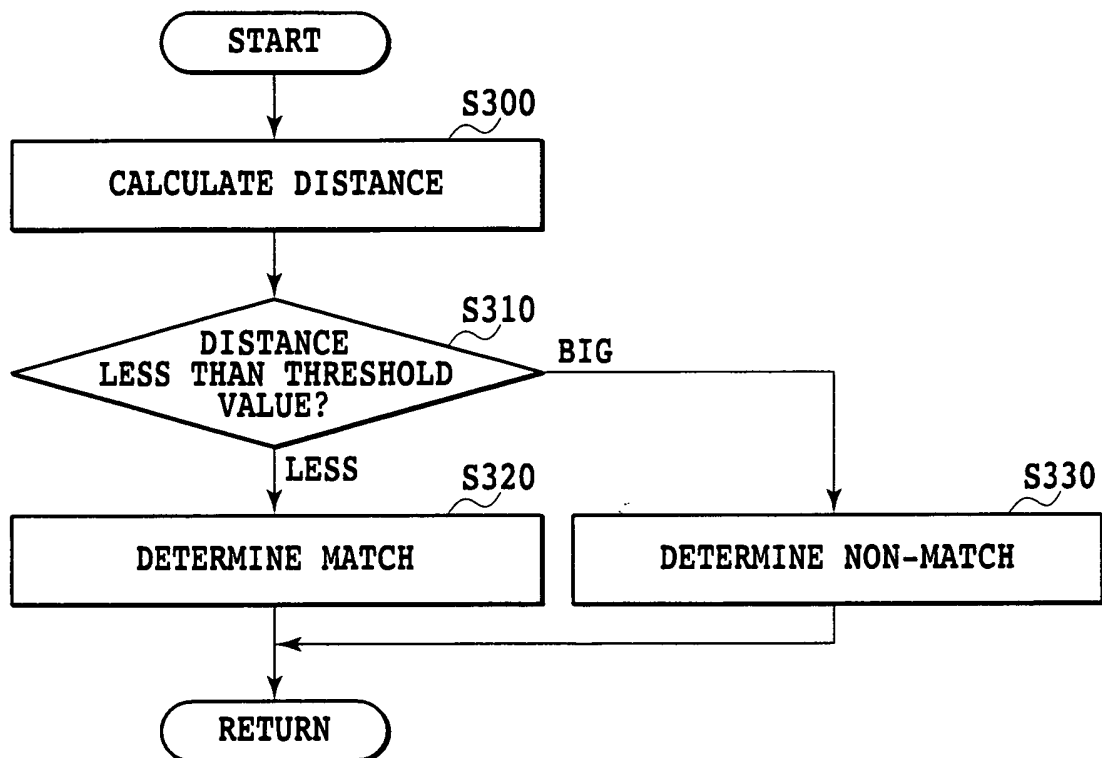 START
S300
CALCULATE DISTANCE
S310
DISTANCE
LESS THAN THRESHOLD
VALUE?
BIG
LESS
S320
DETERMINE MATCH
S330
DETERMINE NON-MATCH
RETURN